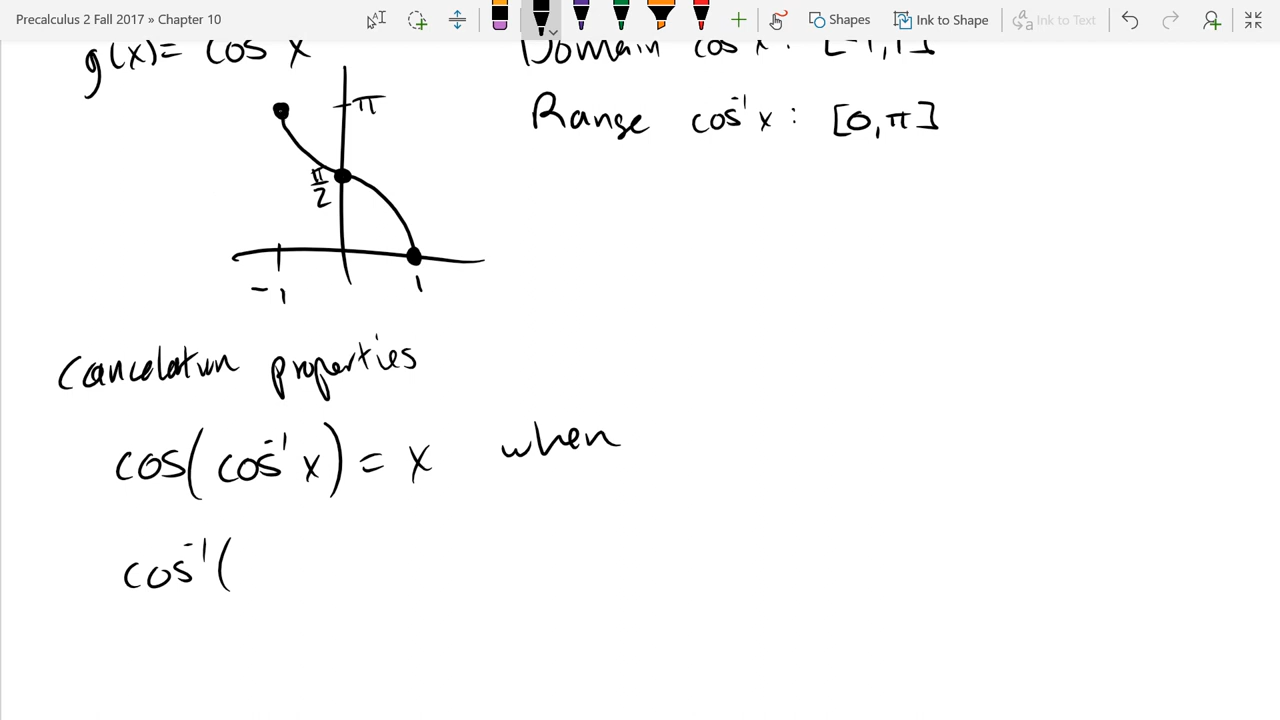 Precalculus 2 Fall 2017 » Chapter 10
Shapes
Ink to Shape
Ink to Text
g(x)= cos x
Domain cos⁻¹ x : [-1,1]
Range cos⁻¹ x : [0,π]
π
π/2
-1
1
Cancelation properties
cos(cos⁻¹ x) = x when
cos⁻¹(